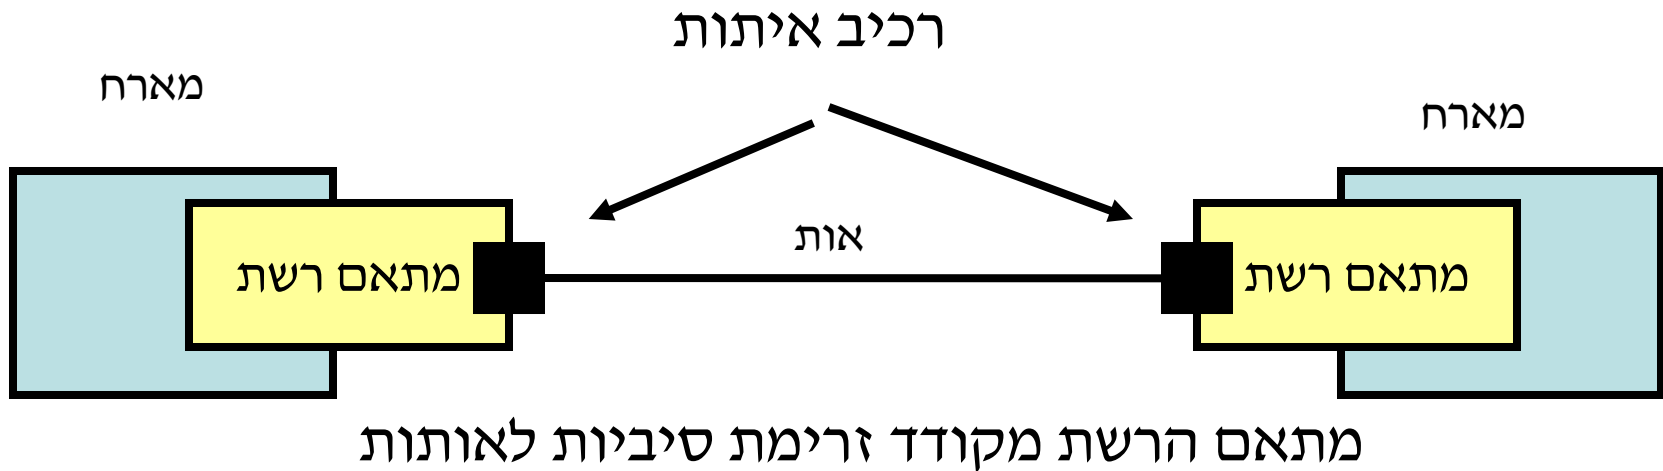 רכיב איתות
מארח
מארח
אות
מתאם רשת
מתאם רשת
מתאם הרשת מקודד זרימת סיביות לאותות